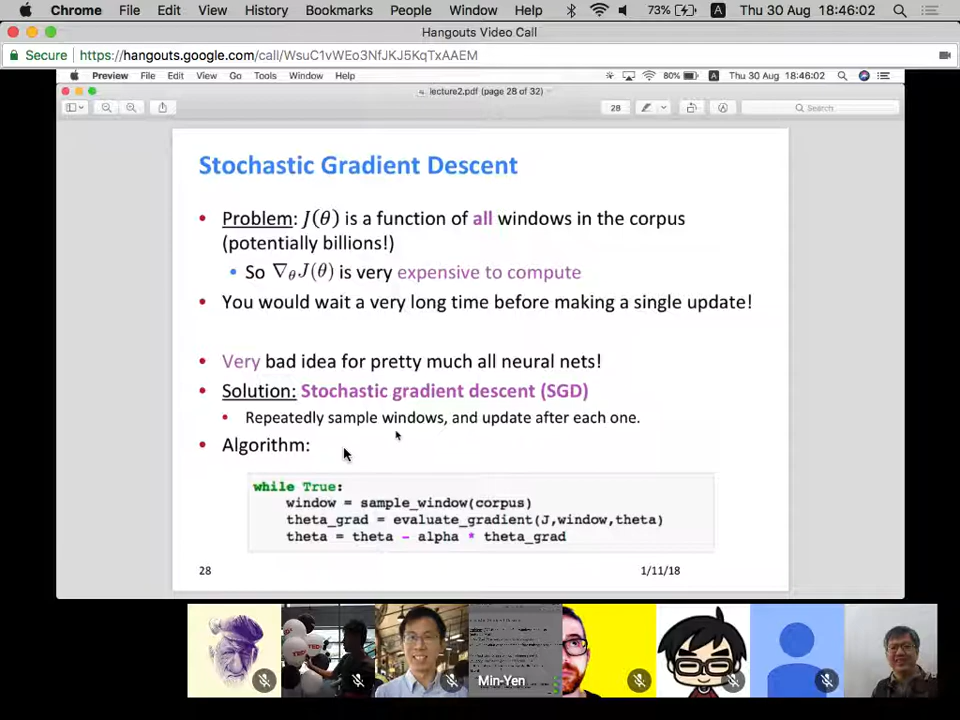 Chrome File Edit View History Bookmarks People Window Help 73% A Thu 30 Aug 18:46:02
Hangouts Video Call
Secure https://hangouts.google.com/call/WsuC1vWEo3NfJKJ5KqTxAAEM
Preview File Edit View Go Tools Window Help 80% A Thu 30 Aug 18:46:02
lecture2.pdf (page 28 of 32)
28 Search
Stochastic Gradient Descent
• Problem: J(θ) is a function of all windows in the corpus
(potentially billions!)
• So ∇θJ(θ) is very expensive to compute
• You would wait a very long time before making a single update!
• Very bad idea for pretty much all neural nets!
• Solution: Stochastic gradient descent (SGD)
• Repeatedly sample windows, and update after each one.
• Algorithm:
while True:
window = sample_window(corpus)
theta_grad = evaluate_gradient(J,window,theta)
theta = theta - alpha * theta_grad
28 1/11/18
TED
TED
Min-Yen